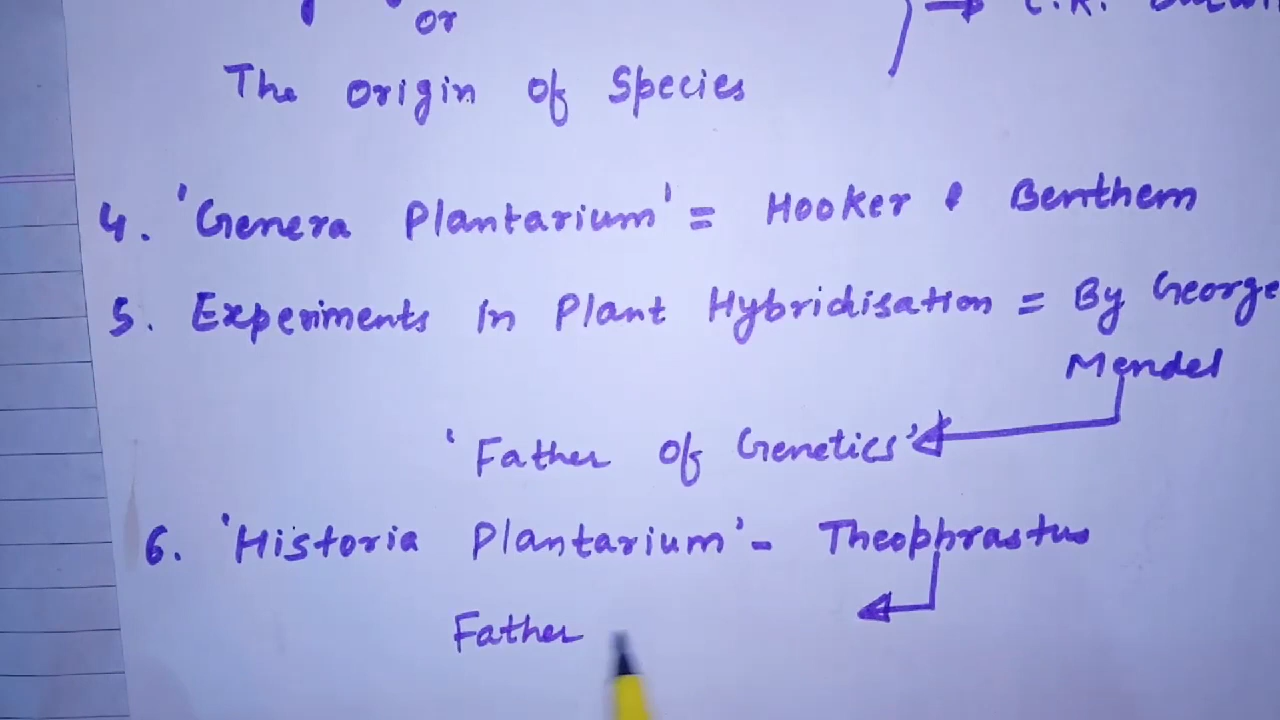 or
The Origin of Species
4. 'Genera Plantarium' = Hooker & Benthem
5. Experiments In Plant Hybridisation = By George
Mendel
'Father of Genetics'
6. 'Historia Plantarium' - Theophrastus
Father